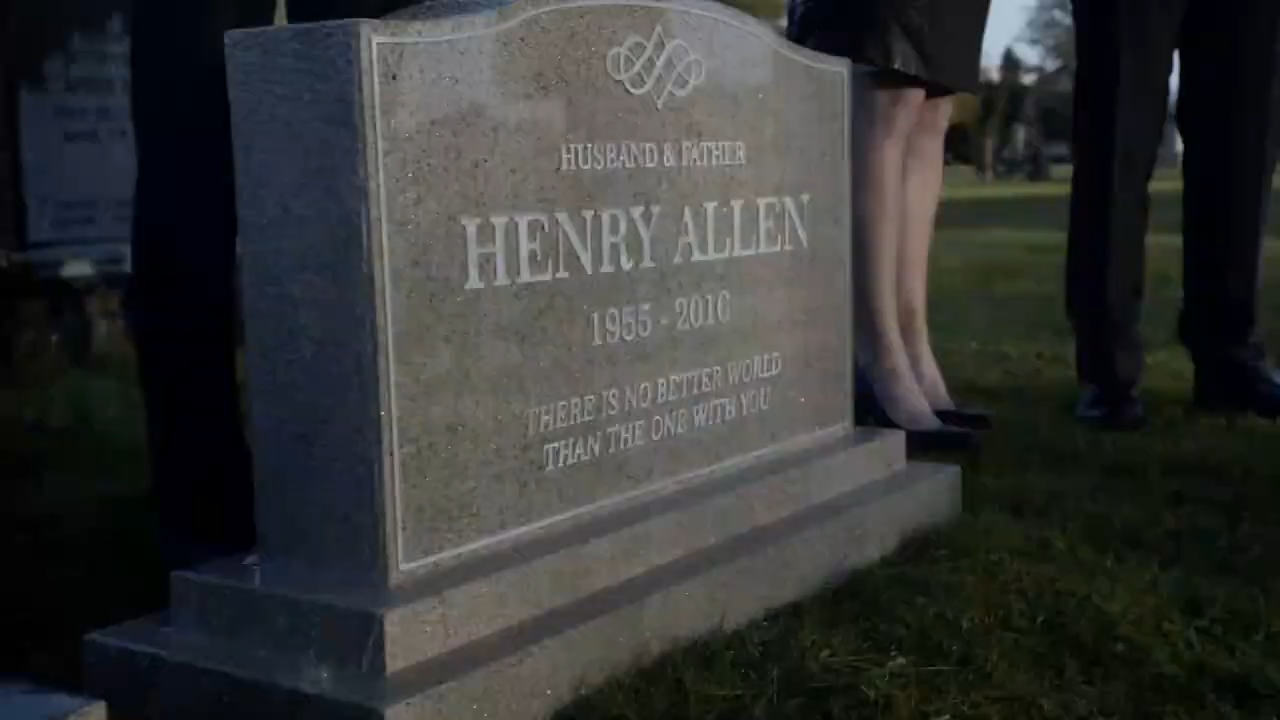 HUSBAND & FATHER
HENRY ALLEN
1955 - 2016
THERE IS NO BETTER WORLD
THAN THE ONE WITH YOU